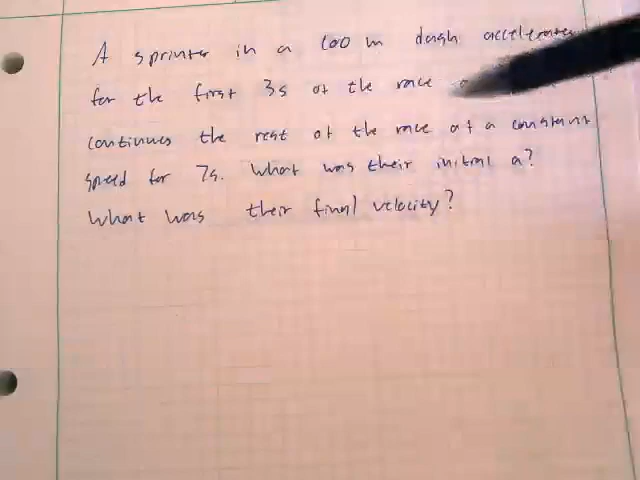 A sprinter in a 100 m dash accelerates
for the first 3s of the race
continues the rest of the race at a constant
speed for 7s. What was their initial a?
What was their final velocity?